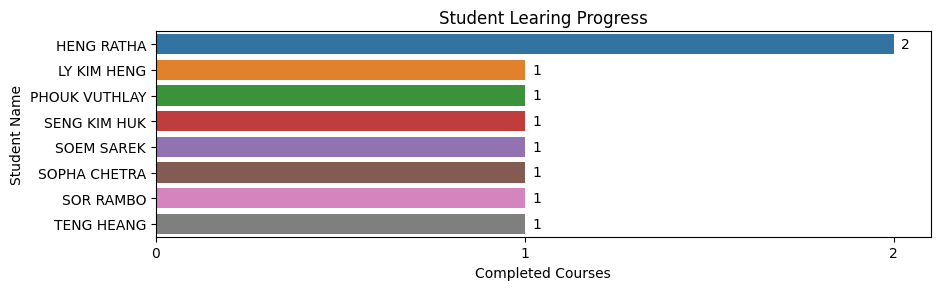 Student Learing Progress
Student Name
HENG RATHA 2
LY KIM HENG 1
PHOUK VUTHLAY 1
SENG KIM HUK 1
SOEM SAREK 1
SOPHA CHETRA 1
SOR RAMBO 1
TENG HEANG 1
0 1 2
Completed Courses